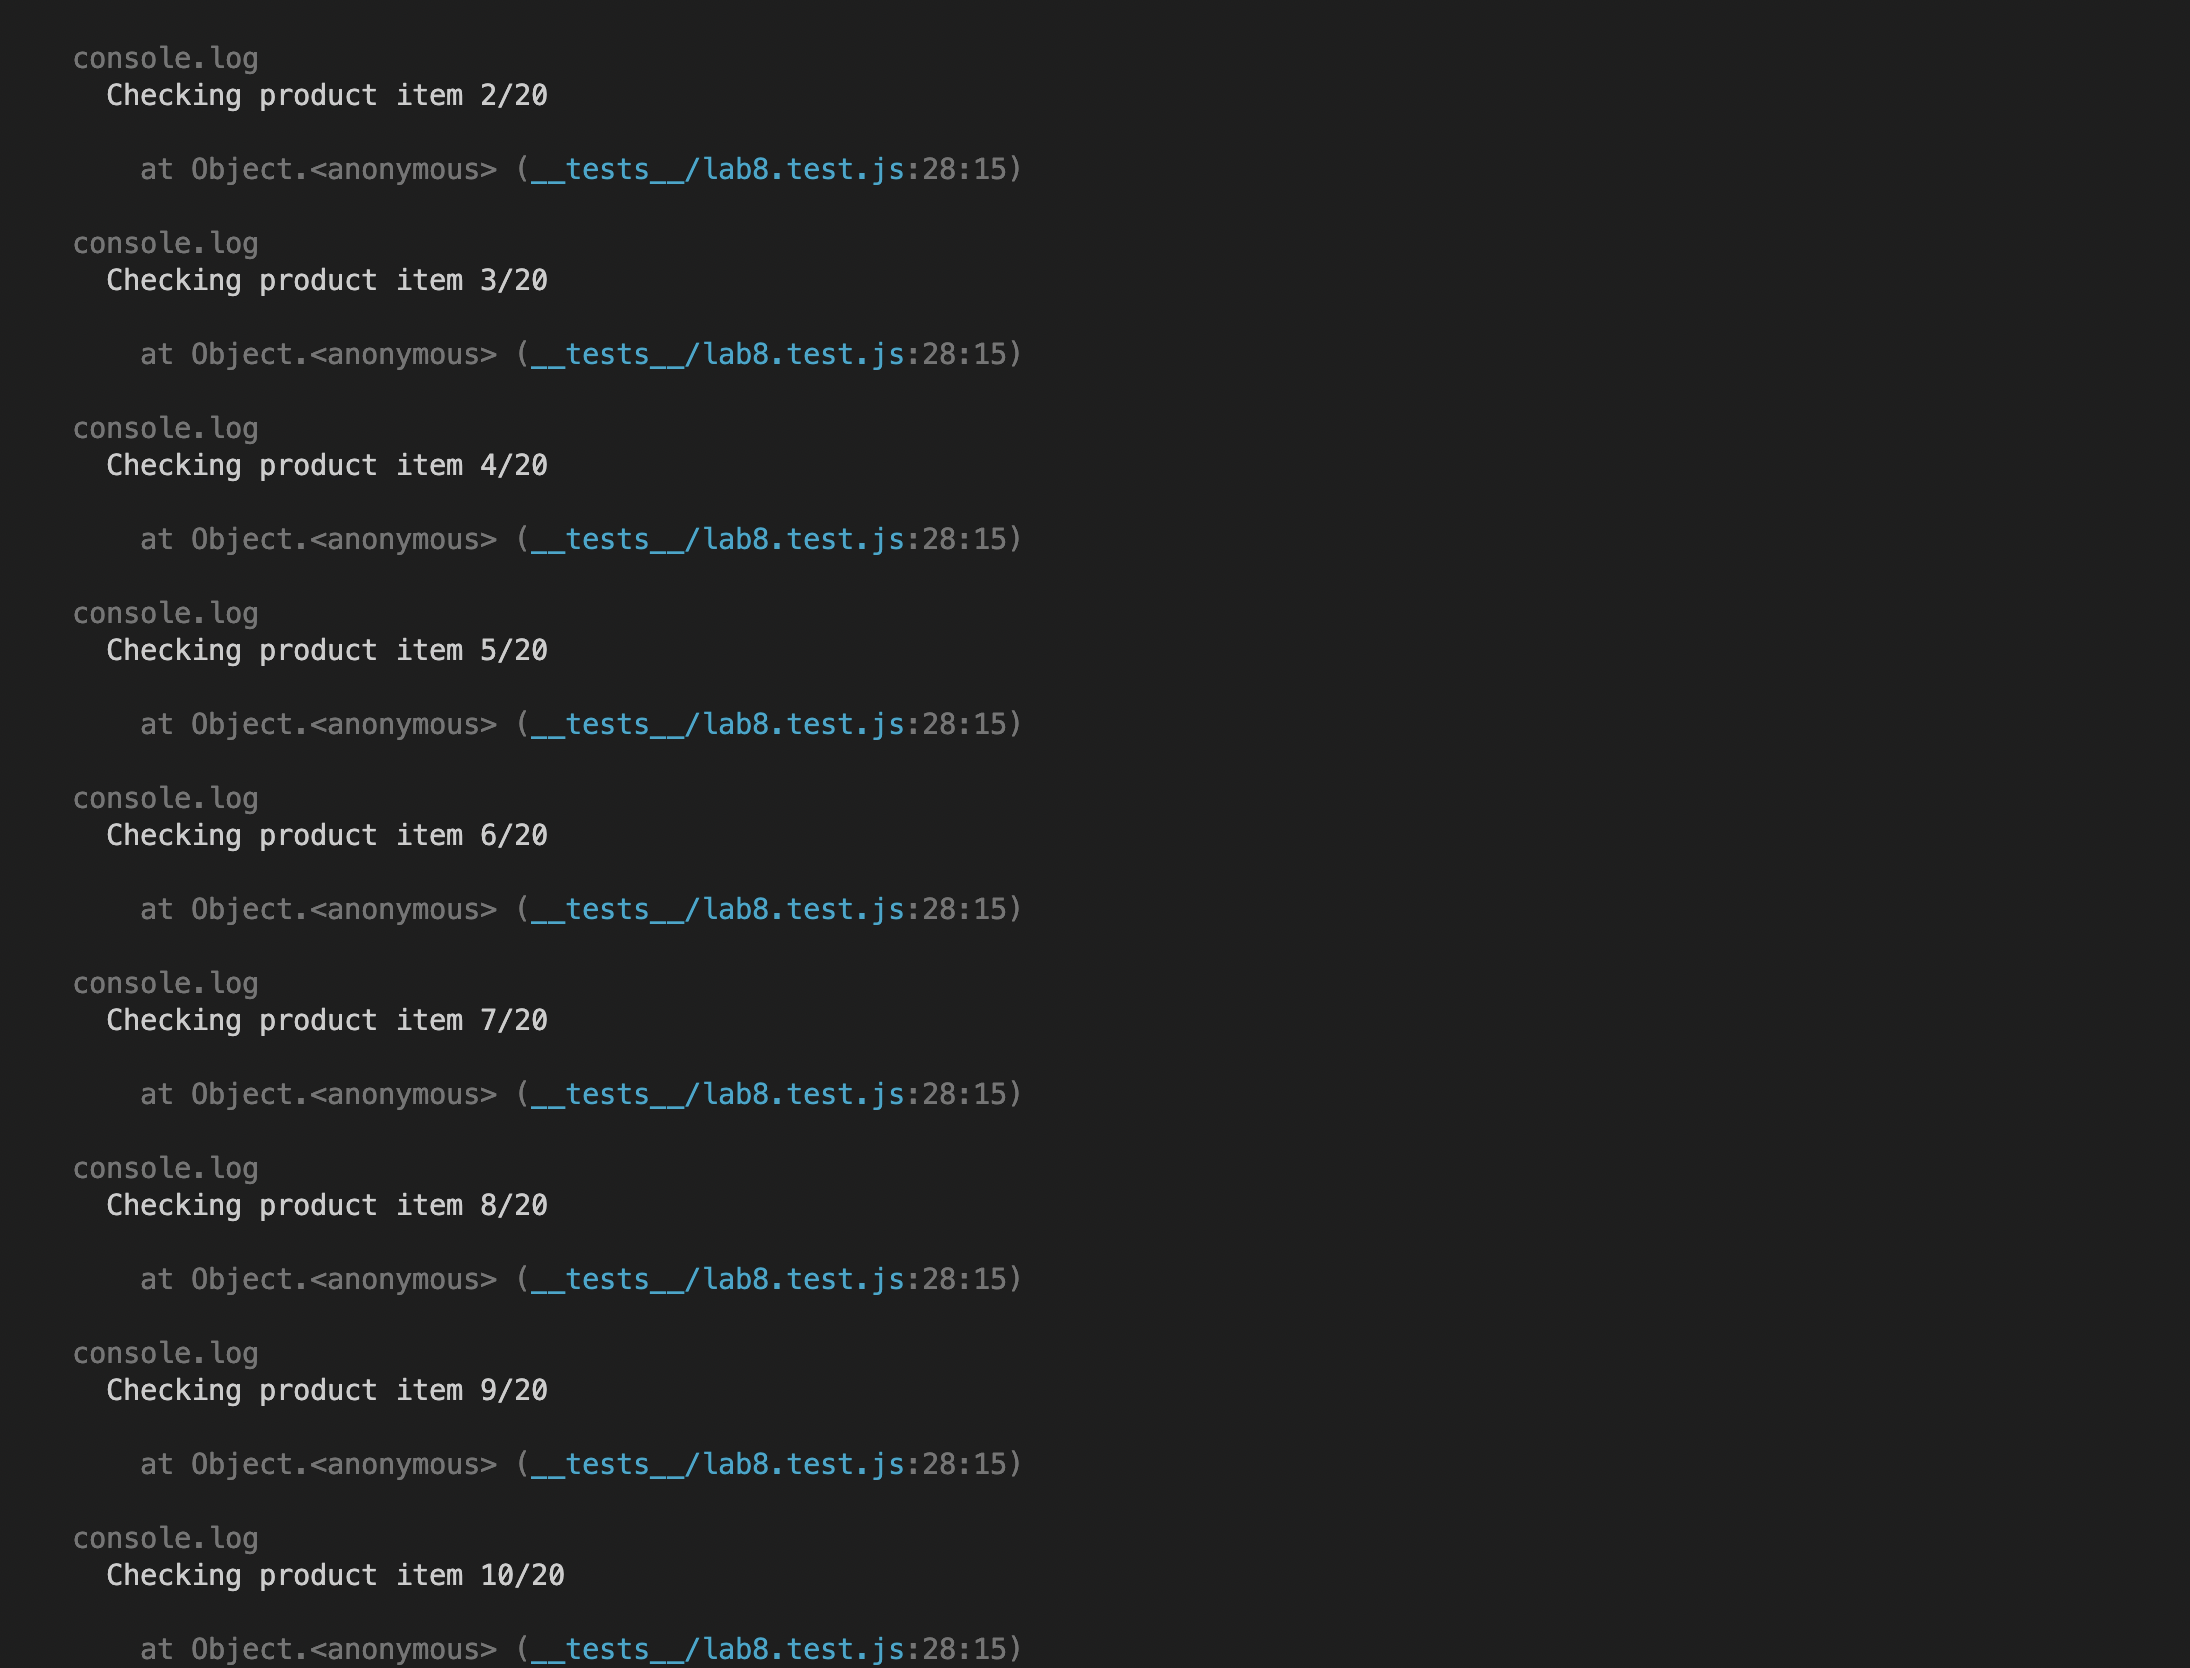 console.log
Checking product item 2/20
at Object.<anonymous> (__tests__/lab8.test.js:28:15)
console.log
Checking product item 3/20
at Object.<anonymous> (__tests__/lab8.test.js:28:15)
console.log
Checking product item 4/20
at Object.<anonymous> (__tests__/lab8.test.js:28:15)
console.log
Checking product item 5/20
at Object.<anonymous> (__tests__/lab8.test.js:28:15)
console.log
Checking product item 6/20
at Object.<anonymous> (__tests__/lab8.test.js:28:15)
console.log
Checking product item 7/20
at Object.<anonymous> (__tests__/lab8.test.js:28:15)
console.log
Checking product item 8/20
at Object.<anonymous> (__tests__/lab8.test.js:28:15)
console.log
Checking product item 9/20
at Object.<anonymous> (__tests__/lab8.test.js:28:15)
console.log
Checking product item 10/20
at Object.<anonymous> (__tests__/lab8.test.js:28:15)